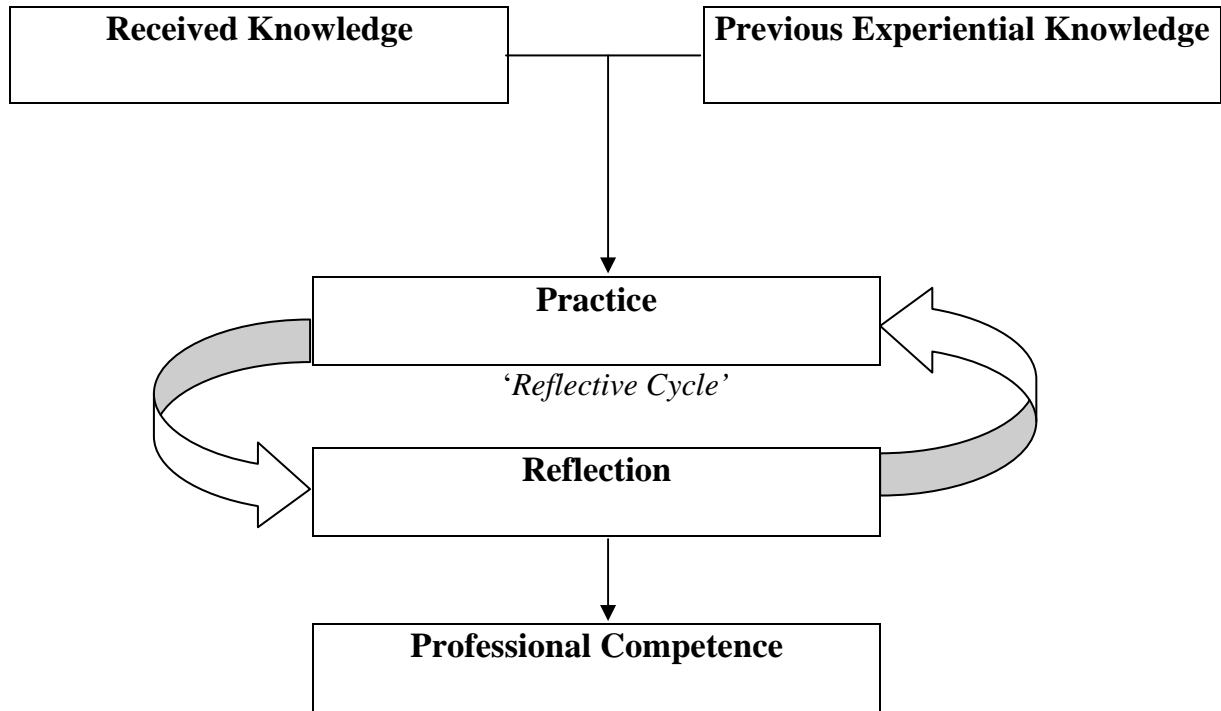 Received Knowledge
Previous Experiential Knowledge
Practice
‘Reflective Cycle’
Reflection
Professional Competence